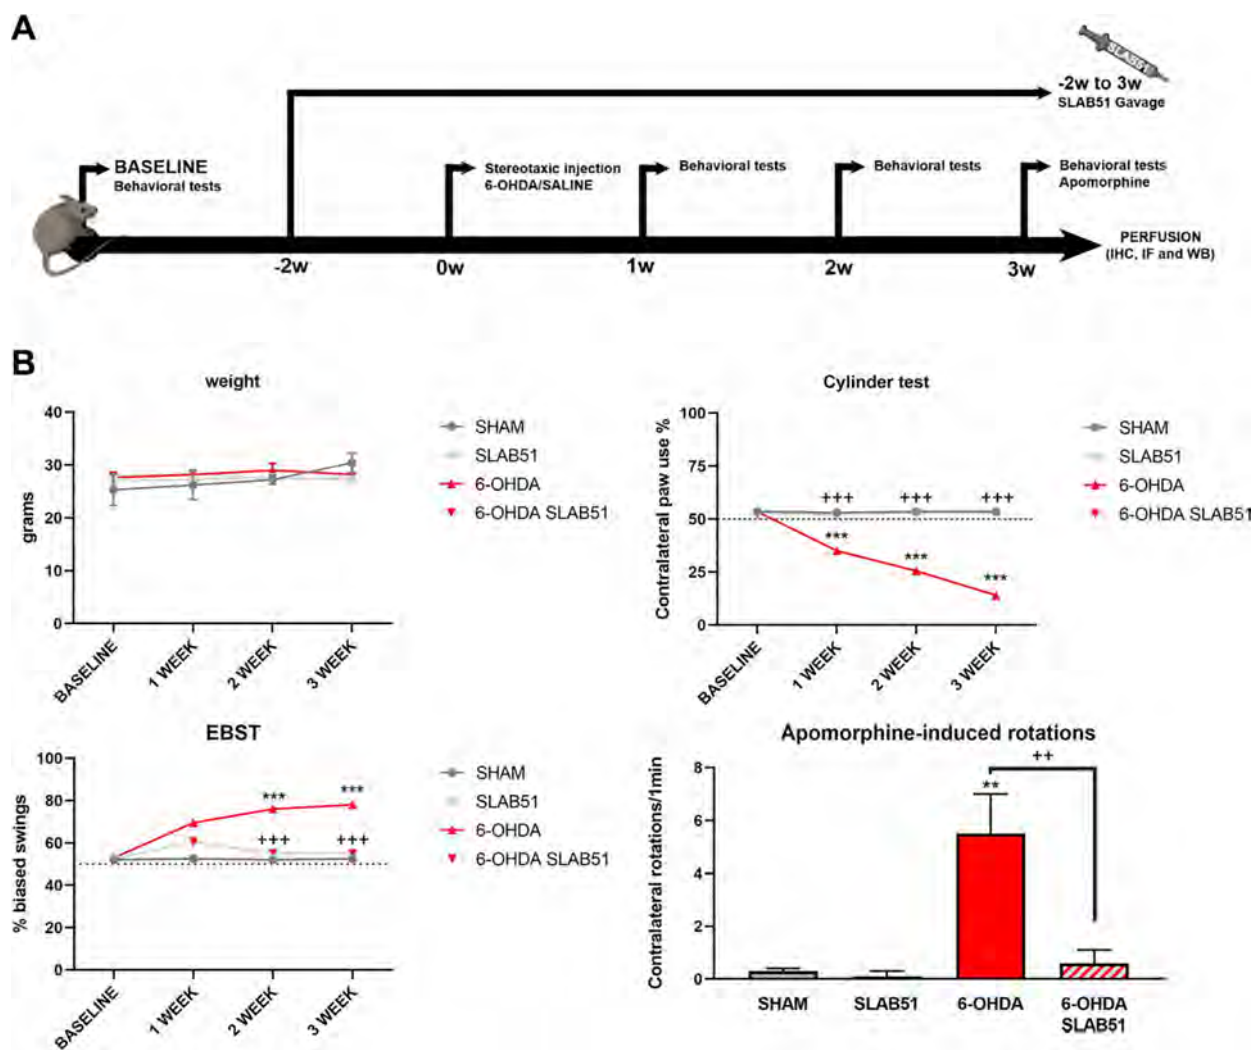 A
SLAB51
-2w to 3w
SLAB51 Gavage
BASELINE
Behavioral tests
Stereotaxic injection
6-OHDA/SALINE
Behavioral tests
Behavioral tests
Behavioral tests
Apomorphine
PERFUSION
(IHC, IF and WB)
-2w
0w
1w
2w
3w
B
weight
grams
40
30
20
10
0
BASELINE
1 WEEK
2 WEEK
3 WEEK
SHAM
SLAB51
6-OHDA
6-OHDA SLAB51
Cylinder test
Contralateral paw use %
100
75
50
25
0
+++
+++
+++
***
***
***
BASELINE
1 WEEK
2 WEEK
3 WEEK
SHAM
SLAB51
6-OHDA
6-OHDA SLAB51
EBST
% biased swings
100
80
60
40
20
0
***
***
+++
+++
BASELINE
1 WEEK
2 WEEK
3 WEEK
SHAM
SLAB51
6-OHDA
6-OHDA SLAB51
Apomorphine-induced rotations
Contralateral rotations/1min
8
6
4
2
0
++
**
SHAM
SLAB51
6-OHDA
6-OHDA
SLAB51